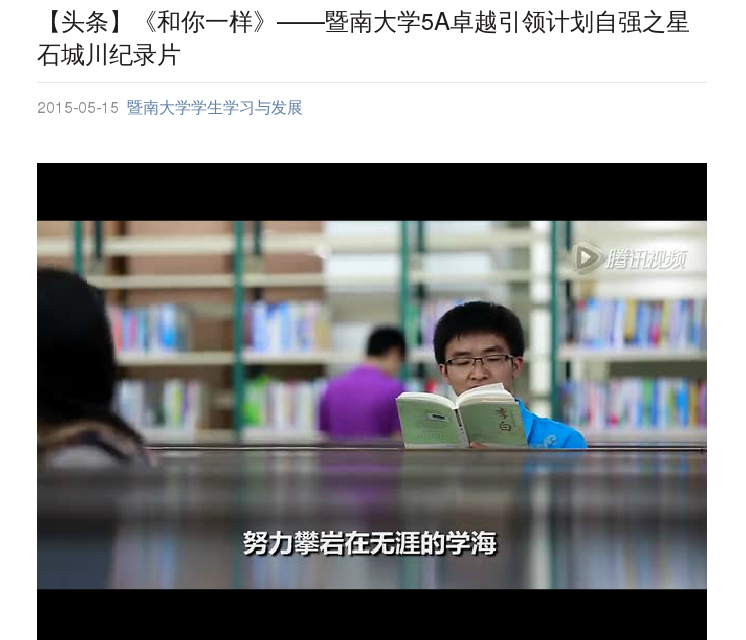 【头条】《和你一样》——暨南大学5A卓越引领计划自强之星
石城川纪录片
2015-05-15 暨南大学学生学习与发展
腾讯视频
李白
努力攀岩在无涯的学海